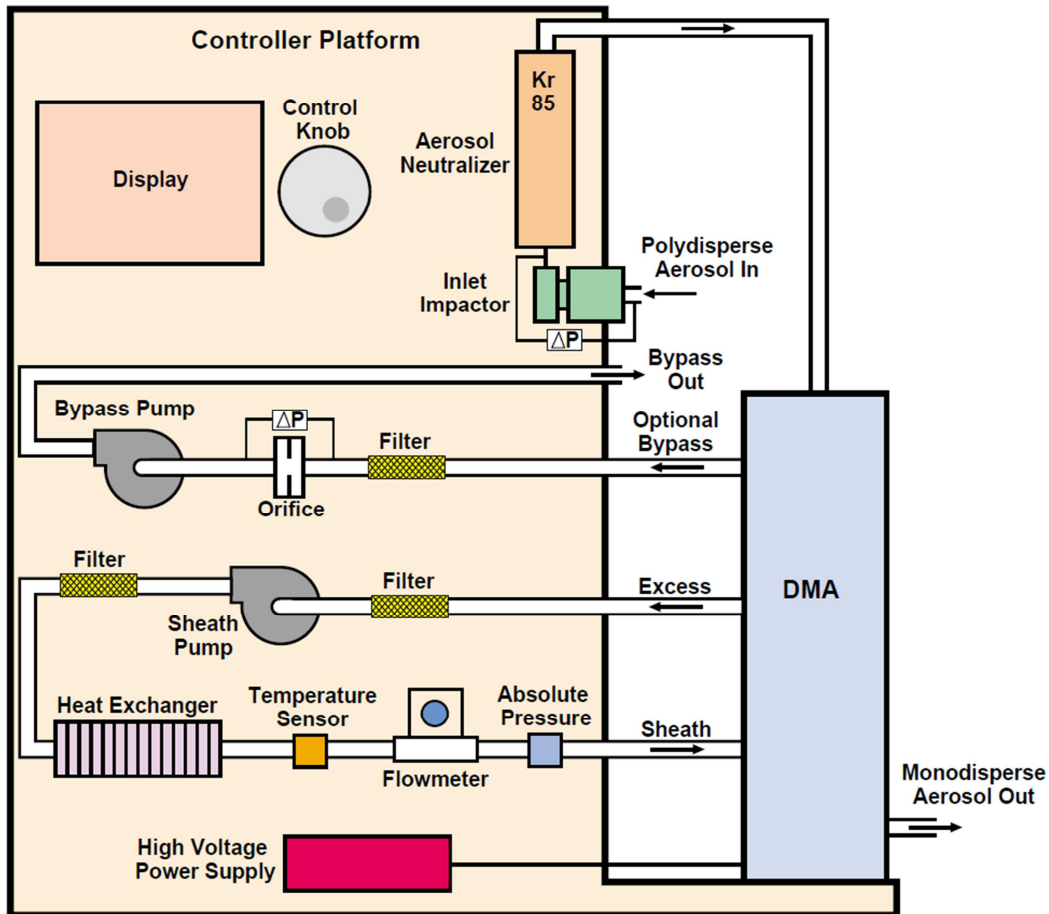 Controller Platform
Kr
85
Control
Knob
Aerosol
Neutralizer
Display
Polydisperse
Aerosol In
Inlet
Impactor
ΔP
Bypass
Out
Bypass Pump
ΔP
Filter
Optional
Bypass
Orifice
Filter
Filter
Excess
DMA
Sheath
Pump
Heat Exchanger
Temperature
Sensor
Absolute
Pressure
Sheath
Flowmeter
Monodisperse
Aerosol Out
High Voltage
Power Supply